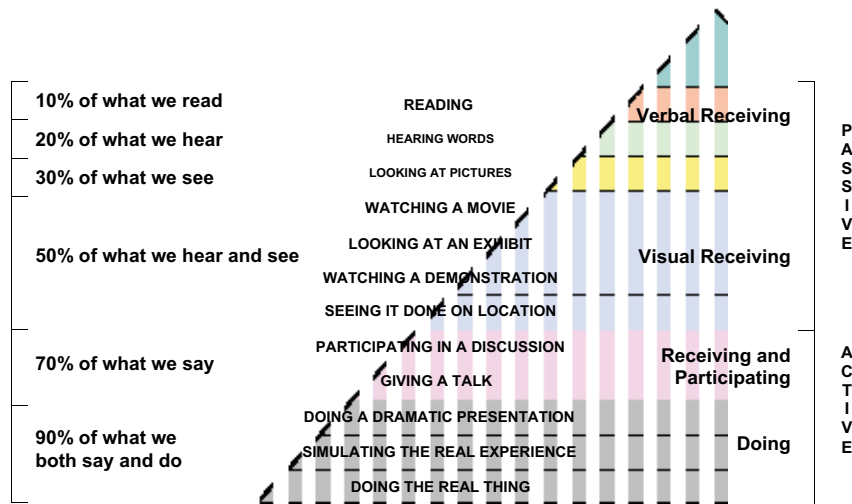 10% of what we read
READING
Verbal Receiving
20% of what we hear
HEARING WORDS
30% of what we see
LOOKING AT PICTURES
WATCHING A MOVIE
50% of what we hear and see
LOOKING AT AN EXHIBIT
Visual Receiving
WATCHING A DEMONSTRATION
SEEING IT DONE ON LOCATION
PASSIVE
70% of what we say
PARTICIPATING IN A DISCUSSION
GIVING A TALK
Receiving and
Participating
90% of what we
both say and do
DOING A DRAMATIC PRESENTATION
SIMULATING THE REAL EXPERIENCE
DOING THE REAL THING
Doing
ACTIVE